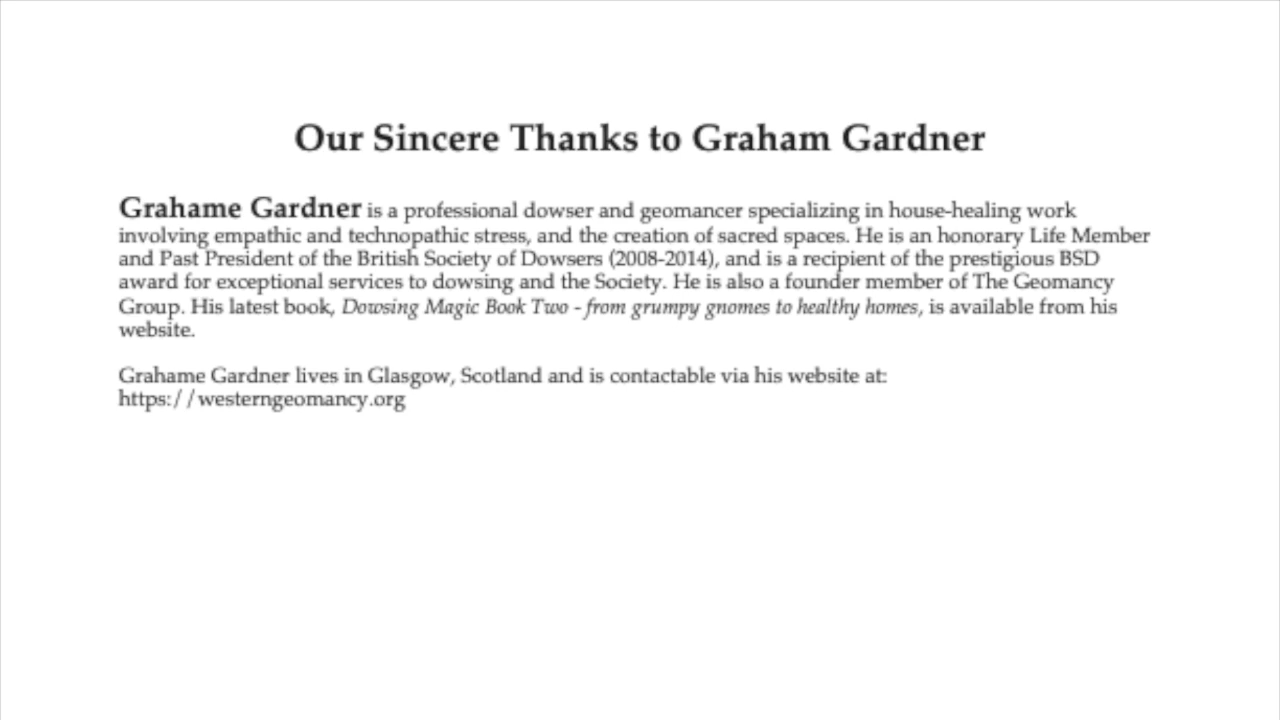 Our Sincere Thanks to Graham Gardner
Grahame Gardner is a professional dowser and geomancer specializing in house-healing work
involving empathic and technopathic stress, and the creation of sacred spaces. He is an honorary Life Member
and Past President of the British Society of Dowsers (2008-2014), and is a recipient of the prestigious BSD
award for exceptional services to dowsing and the Society. He is also a founder member of The Geomancy
Group. His latest book, Dowsing Magic Book Two - from grumpy gnomes to healthy homes, is available from his
website.
Grahame Gardner lives in Glasgow, Scotland and is contactable via his website at:
https://westerngeomancy.org